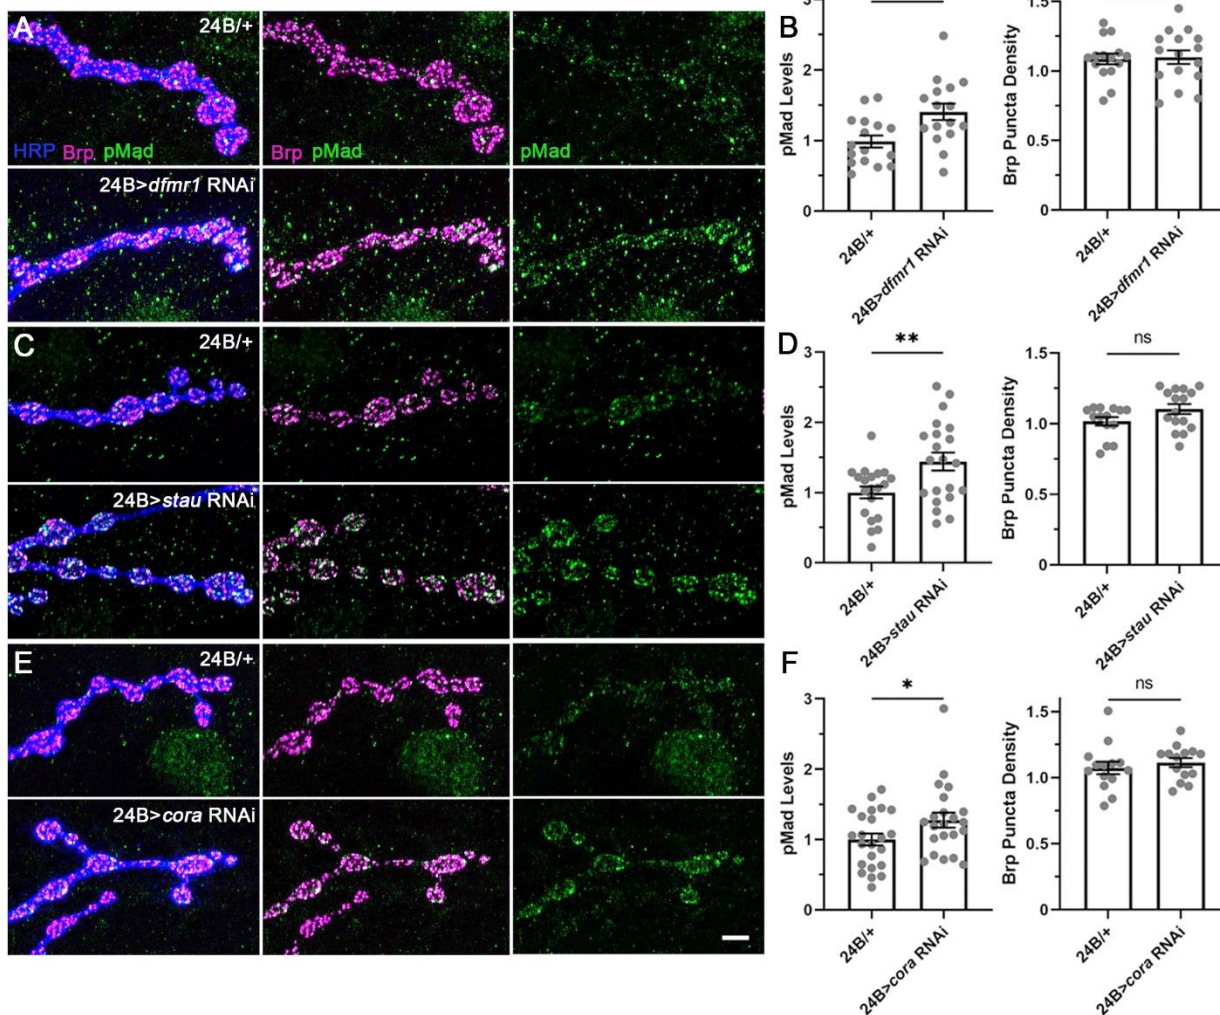 A
24B/+
HRP Brp pMad
Brp pMad
pMad
24B>dfmr1 RNAi
B
3
2
1
0
pMad Levels
24B/+
24B>dfmr1 RNAi
1.5
1.0
0.5
0
Brp Puncta Density
24B/+
24B>dfmr1 RNAi
C
24B/+
24B>stau RNAi
D
**
3
2
1
0
pMad Levels
24B/+
24B>stau RNAi
ns
1.5
1.0
0.5
0
Brp Puncta Density
24B/+
24B>stau RNAi
E
24B/+
24B>cora RNAi
F
*
3
2
1
0
pMad Levels
24B/+
24B>cora RNAi
ns
1.5
1.0
0.5
0
Brp Puncta Density
24B/+
24B>cora RNAi